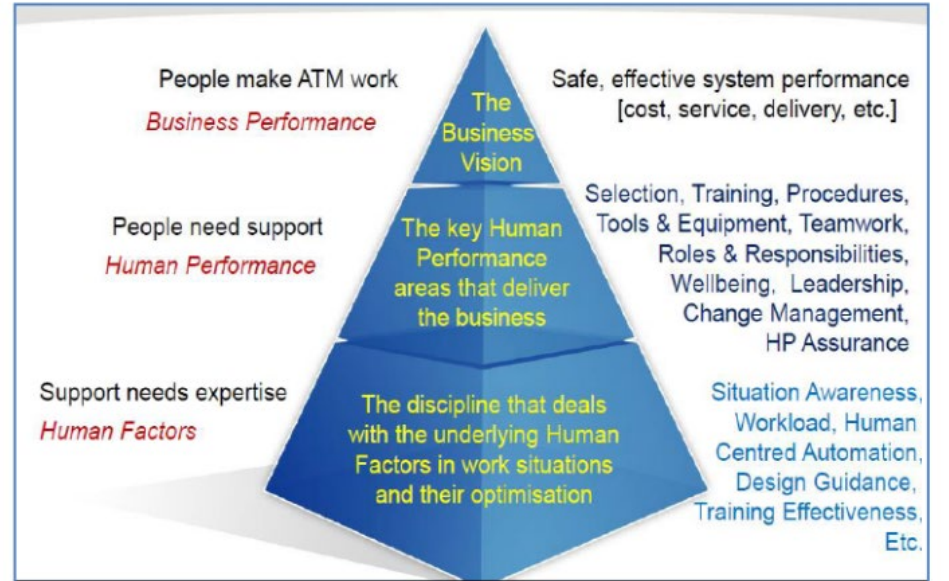 People make ATM work
Business Performance
The
Business
Vision
Safe, effective system performance
[cost, service, delivery, etc.]
People need support
Human Performance
The key Human
Performance
areas that deliver
the business
Selection, Training, Procedures,
Tools & Equipment, Teamwork,
Roles & Responsibilities,
Wellbeing, Leadership,
Change Management,
HP Assurance
Support needs expertise
Human Factors
The discipline that deals
with the underlying Human
Factors in work situations
and their optimisation
Situation Awareness,
Workload, Human
Centred Automation,
Design Guidance,
Training Effectiveness,
Etc.